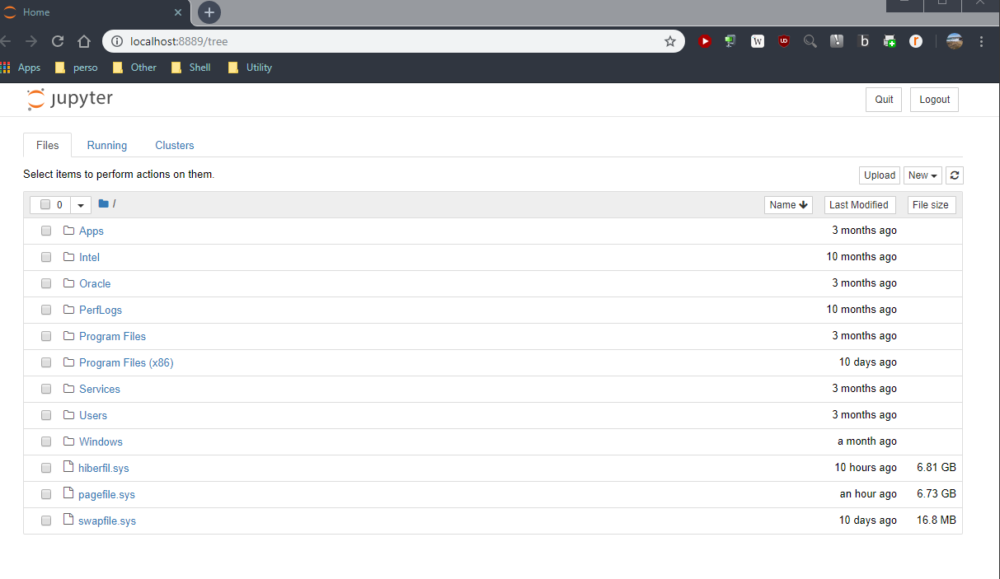 Home
localhost:8889/tree
W UD b r
Apps perso Other Shell Utility
jupyter Quit Logout
Files Running Clusters
Select items to perform actions on them. Upload New
0 / Name Last Modified File size
Apps 3 months ago
Intel 10 months ago
Oracle 3 months ago
PerfLogs 10 months ago
Program Files 3 months ago
Program Files (x86) 10 days ago
Services 3 months ago
Users 3 months ago
Windows a month ago
hiberfil.sys 10 hours ago 6.81 GB
pagefile.sys an hour ago 6.73 GB
swapfile.sys 10 days ago 16.8 MB